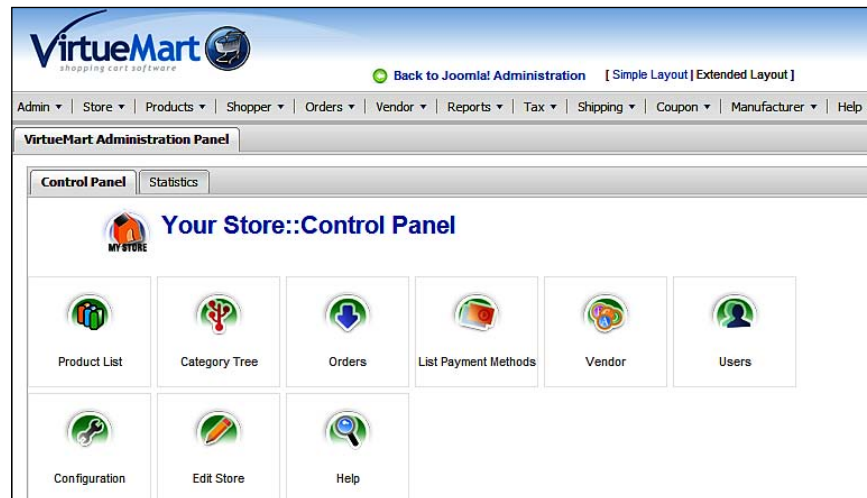 VirtueMart
shopping cart software
Back to Joomla! Administration [ Simple Layout | Extended Layout ]
Admin | Store | Products | Shopper | Orders | Vendor | Reports | Tax | Shipping | Coupon | Manufacturer | Help
VirtueMart Administration Panel
Control Panel Statistics
MY STORE
Your Store::Control Panel
Product List Category Tree Orders List Payment Methods Vendor Users
Configuration Edit Store Help